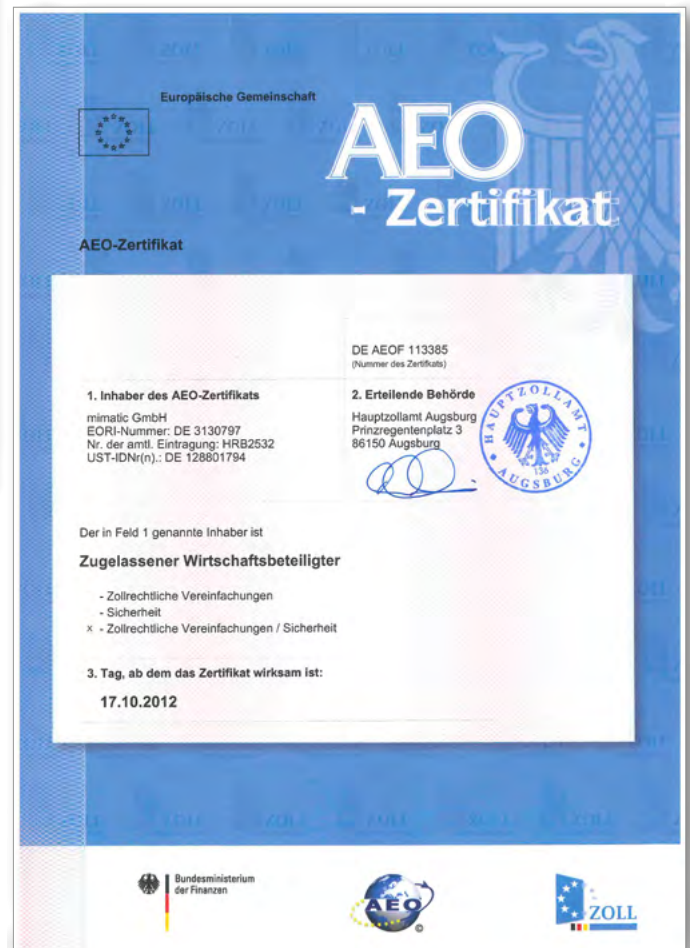 Europäische Gemeinschaft
AEO
- Zertifikat
AEO-Zertifikat
DE AEOF 113385
(Nummer des Zertifikats)
1. Inhaber des AEO-Zertifikats
mimatic GmbH
EORI-Nummer: DE 3130797
Nr. der amtl. Eintragung: HRB2532
UST-IDNr(n).: DE 128801794
2. Erteilende Behörde
Hauptzollamt Augsburg
Prinzregentenplatz 3
86150 Augsburg
HAUPTZOLLAMT
AUGSBURG
136
Der in Feld 1 genannte Inhaber ist
Zugelassener Wirtschaftsbeteiligter
- Zollrechtliche Vereinfachungen
- Sicherheit
x - Zollrechtliche Vereinfachungen / Sicherheit
3. Tag, ab dem das Zertifikat wirksam ist:
17.10.2012
Bundesministerium
der Finanzen
AEO
©
ZOLL